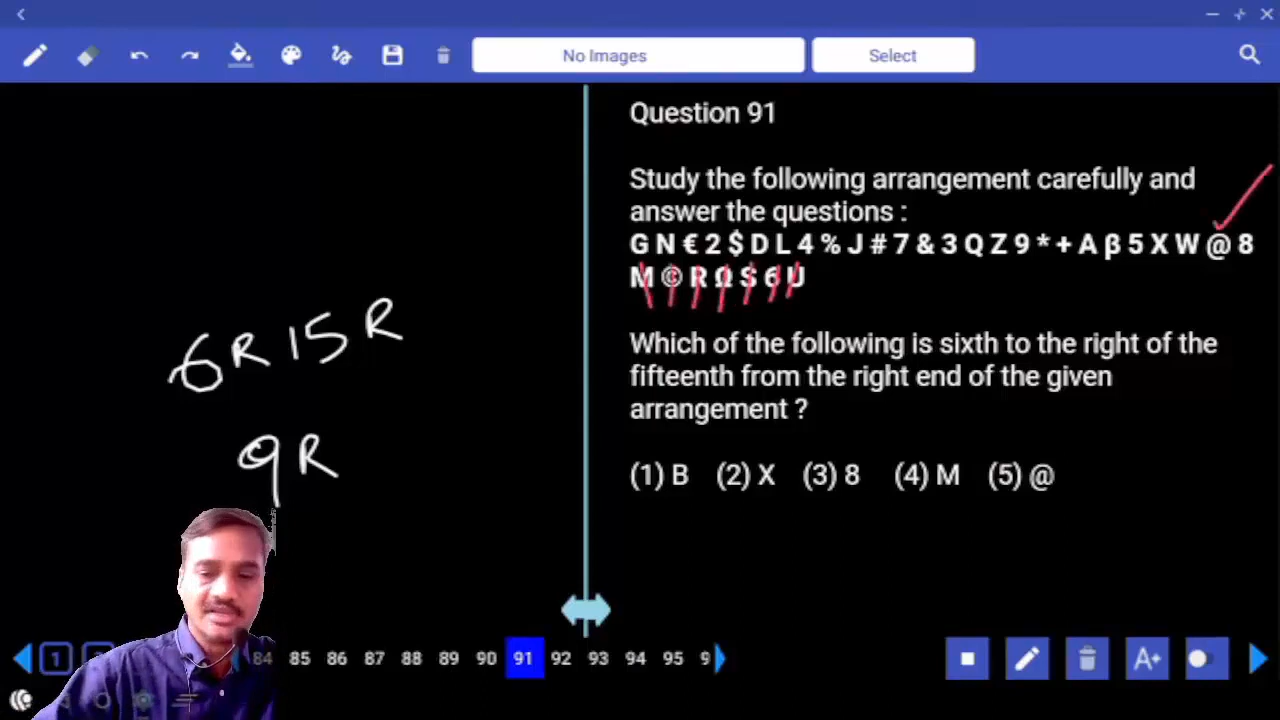 No Images
Select
Question 91
Study the following arrangement carefully and
answer the questions :
G N € 2 $ D L 4 % J # 7 & 3 Q Z 9 * + A β 5 X W @ 8
M © R Ω S 6 U
Which of the following is sixth to the right of the
fifteenth from the right end of the given
arrangement ?
(1) B (2) X (3) 8 (4) M (5) @
6R 15R
9R
1 84 85 86 87 88 89 90 91 92 93 94 95 9
A+